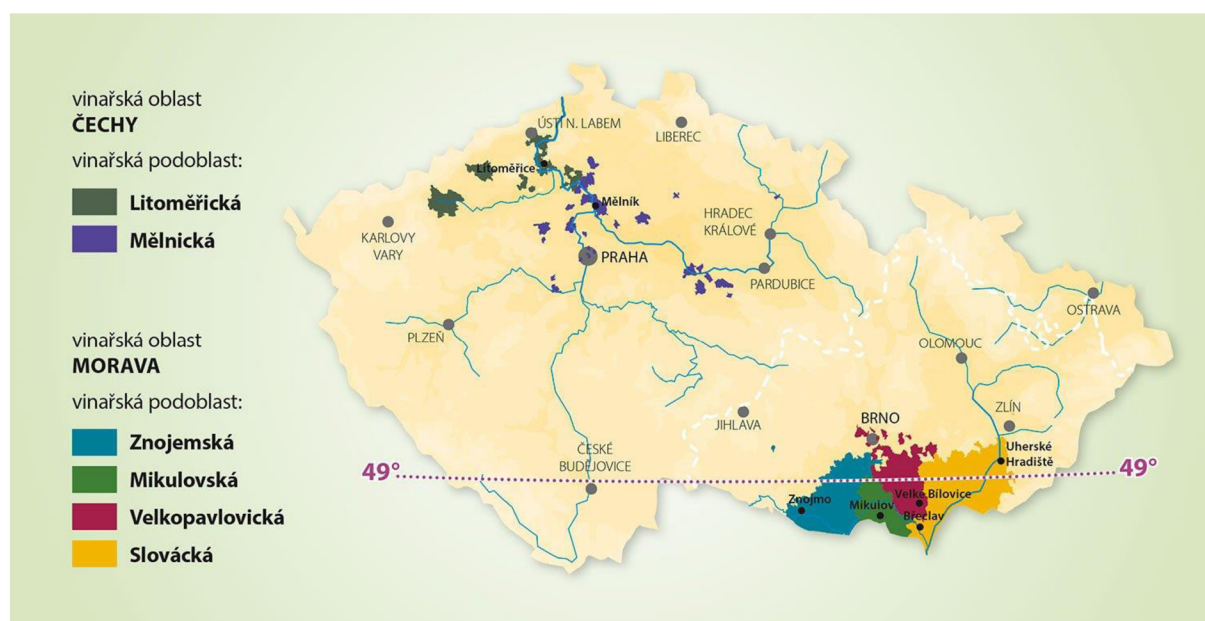 vinařská oblast
ČECHY
vinařská podoblast:
Litoměřická
Mělnická
vinařská oblast
MORAVA
vinařská podoblast:
Znojemská
Mikulovská
Velkopavlovická
Slovácká
ÚSTÍ N. LABEM
LIBEREC
Litoměřice
Mělník
KARLOVY
VARY
HRADEC
KRÁLOVÉ
PRAHA
PARDUBICE
PLZEŇ
OSTRAVA
OLOMOUC
JIHLAVA
BRNO
ZLÍN
ČESKÉ
BUDĚJOVICE
Uherské
Hradiště
49°
49°
Znojmo
Mikulov
Velké Bílovice
Břeclav